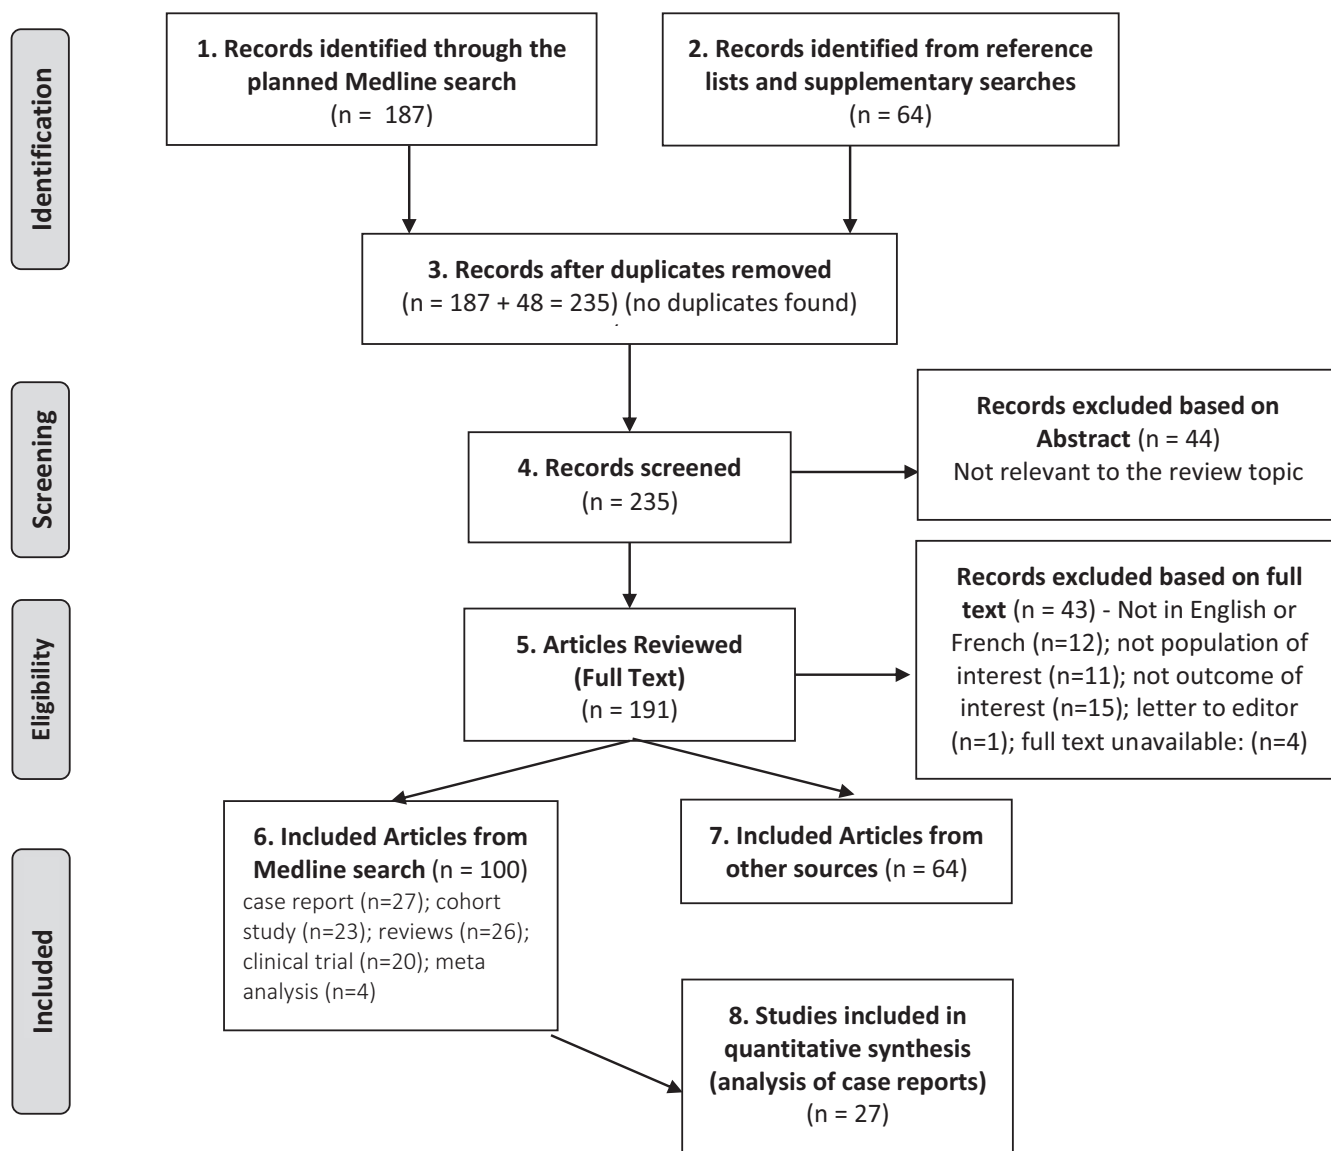 Identification
1. Records identified through the
planned Medline search
(n =  187)
2. Records identified from reference
lists and supplementary searches
(n = 64)
3. Records after duplicates removed
(n = 187 + 48 = 235) (no duplicates found)
Screening
4. Records screened
(n = 235)
Records excluded based on
Abstract (n = 44)
Not relevant to the review topic
Eligibility
5. Articles Reviewed
(Full Text)
(n = 191)
Records excluded based on full
text (n = 43) - Not in English or
French (n=12); not population of
interest (n=11); not outcome of
interest (n=15); letter to editor
(n=1); full text unavailable: (n=4)
Included
6. Included Articles from
Medline search (n = 100)
case report (n=27); cohort
study (n=23); reviews (n=26);
clinical trial (n=20); meta
analysis (n=4)
7. Included Articles from
other sources (n = 64)
8. Studies included in
quantitative synthesis
(analysis of case reports)
(n = 27)